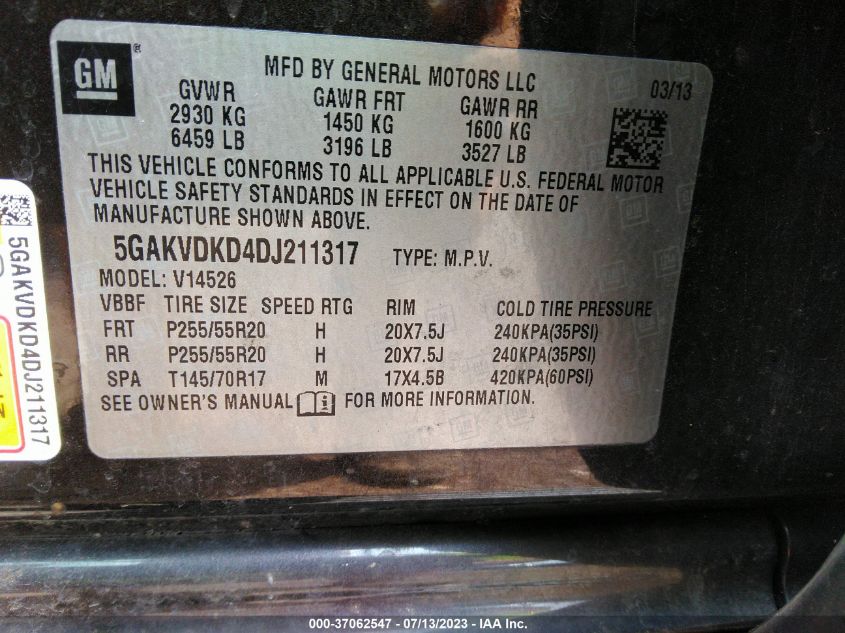 GM
®
MFD BY GENERAL MOTORS LLC
03/13
GVWR GAWR FRT GAWR RR
2930 KG 1450 KG 1600 KG
6459 LB 3196 LB 3527 LB
THIS VEHICLE CONFORMS TO ALL APPLICABLE U.S. FEDERAL MOTOR
VEHICLE SAFETY STANDARDS IN EFFECT ON THE DATE OF
MANUFACTURE SHOWN ABOVE.
5GAKVDKD4DJ211317 TYPE: M.P.V.
MODEL: V14526
VBBF TIRE SIZE SPEED RTG RIM COLD TIRE PRESSURE
FRT P255/55R20 H 20X7.5J 240KPA(35PSI)
RR P255/55R20 H 20X7.5J 240KPA(35PSI)
SPA T145/70R17 M 17X4.5B 420KPA(60PSI)
SEE OWNER'S MANUAL FOR MORE INFORMATION.
5GAKVDKD4DJ211317
000-37062547 - 07/13/2023 - IAA Inc.